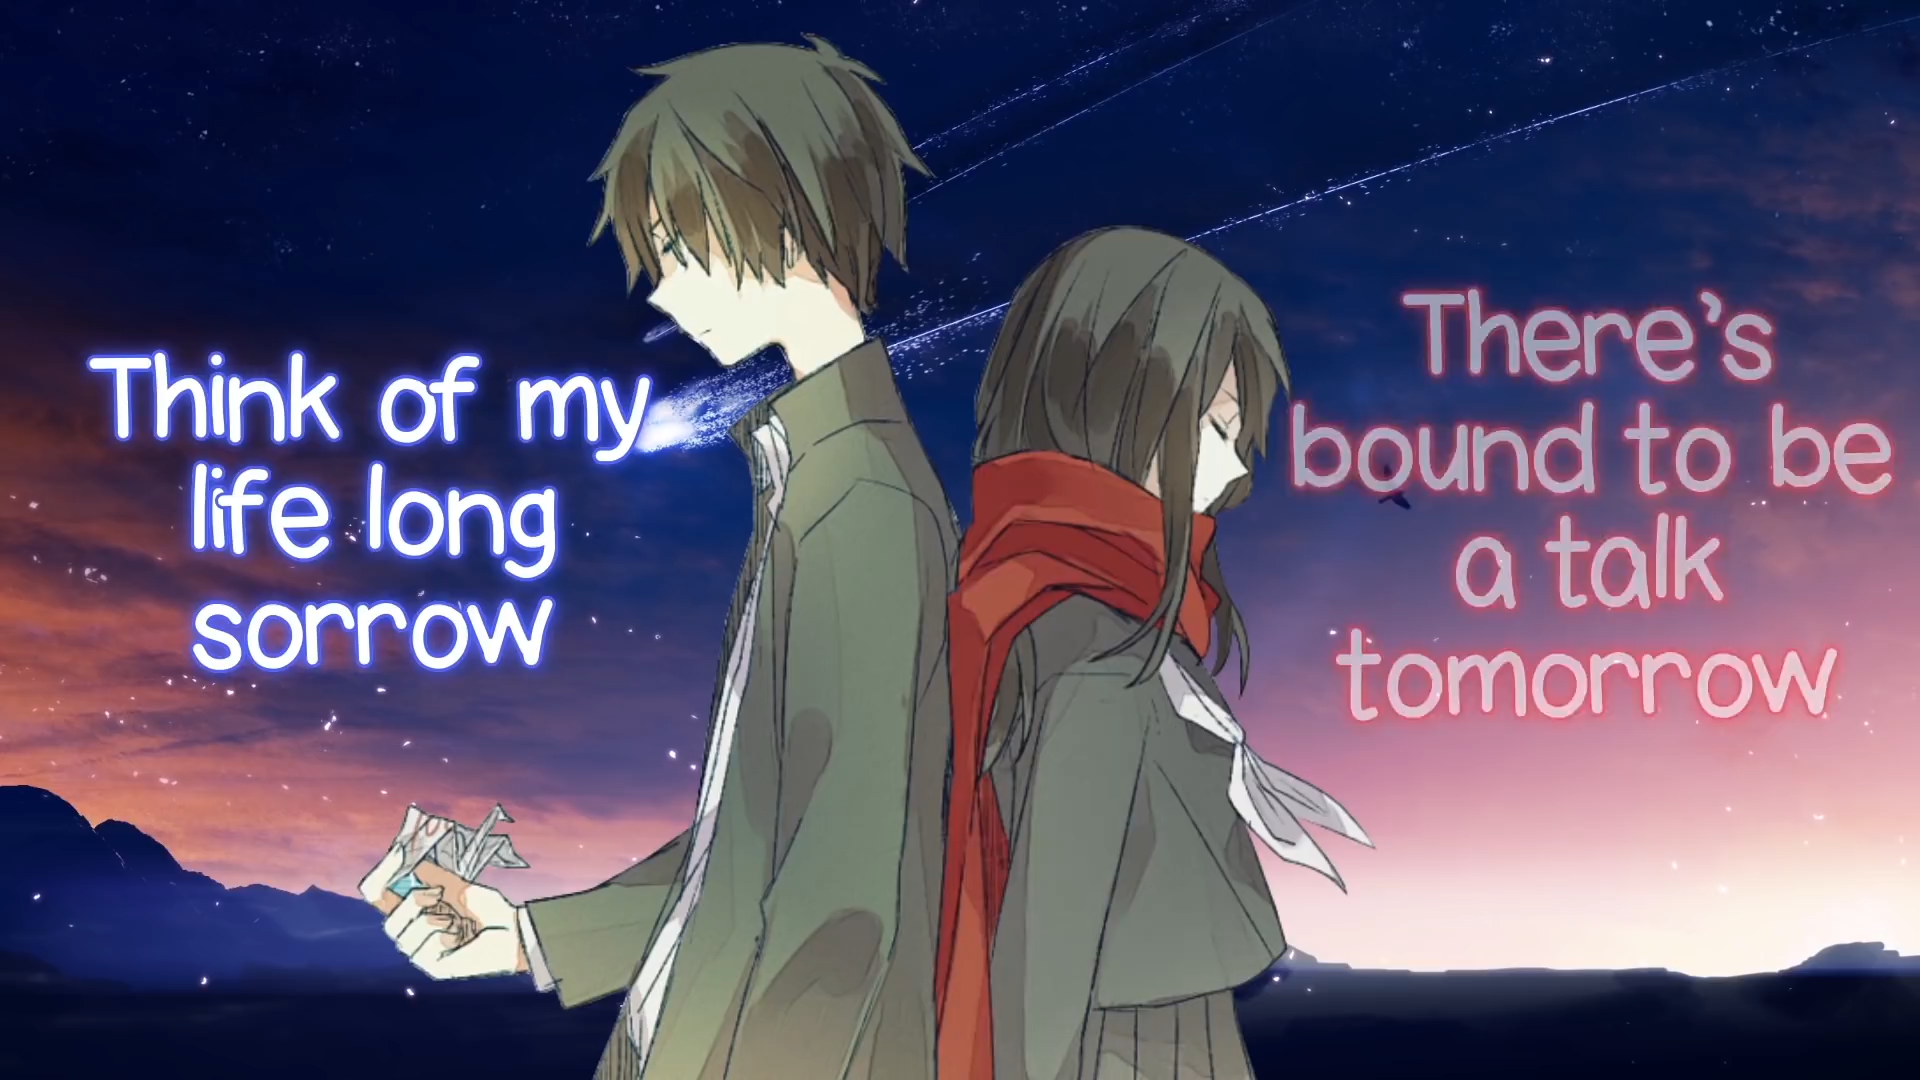 Think of my
life long
sorrow
There's
bound to be
a talk
tomorrow